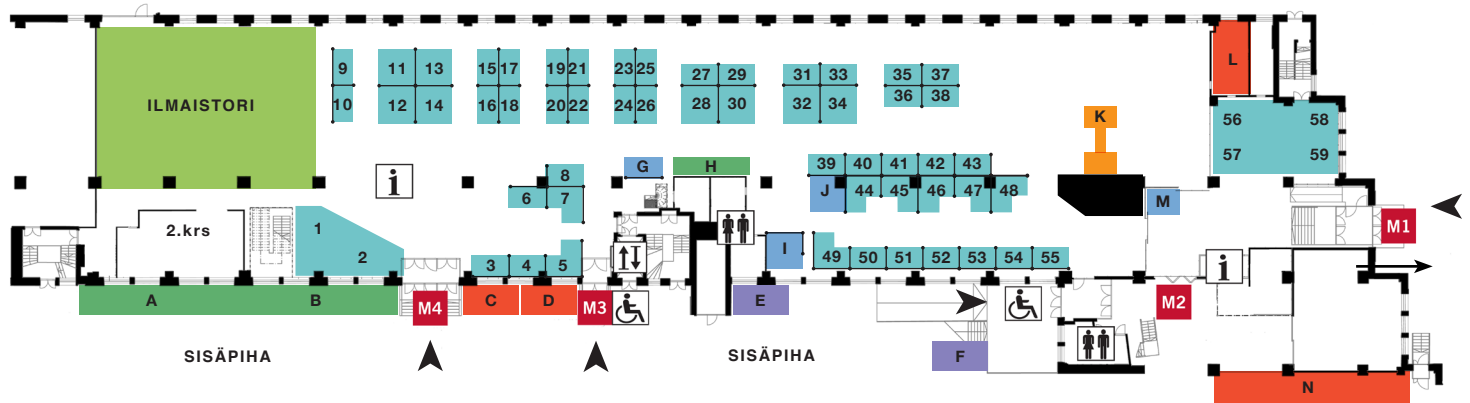 L
9 11 13 15 17 19 21 23 25 27 29 31 33 35 37
10 12 14 16 18 20 22 24 26 28 30 32 34 36 38
ILMAISTORI
K
56 58
57 59
39 40 41 42 43
G H
8
6 7
i
J 44 45 46 47 48
M
1
2.krs
M1
2
I
49 50 51 52 53 54 55
3 4 5
i
A B
C D
E
M4 M3
M2
SISÄPIHA
SISÄPIHA
F
N